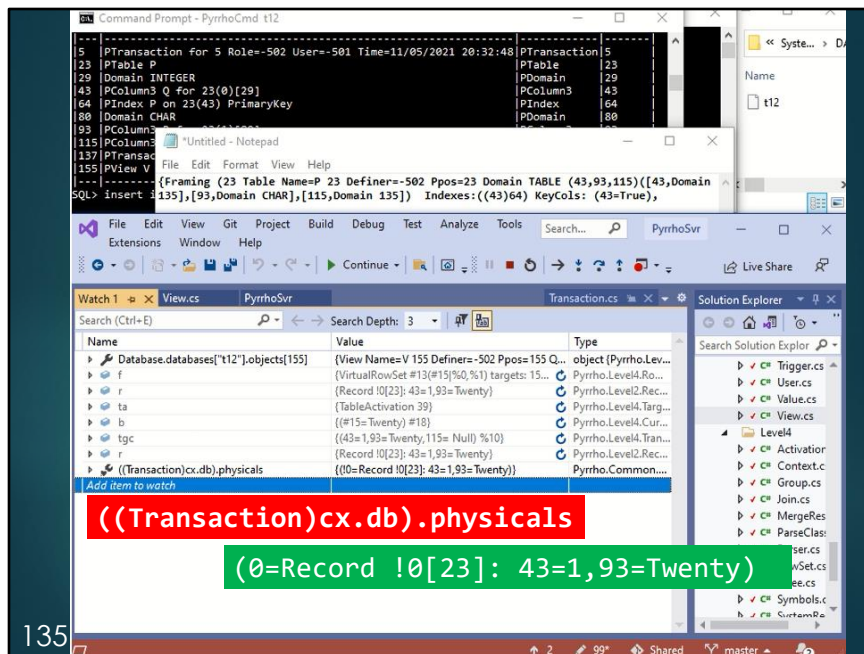 Command Prompt - PyrrhoCmd t12
|---|------------------------------------------------------------|------------|-------|
|5 |PTransaction for 5 Role=-502 User=-501 Time=11/05/2021 20:32:48|PTransaction|5
|23 |PTable P |PTable |23 |
|29 |Domain INTEGER |PDomain |29 |
|43 |PColumn3 Q for 23(0)[29] |PColumn3 |43 |
|64 |PIndex P on 23(43) PrimaryKey |PIndex |64 |
|80 |Domain CHAR |PDomain |80 |
|93 |PColumn3
|115|PColumn3
|137|PTransac
|155|PView V
SQL> insert i
« Syste... › DA
Name
t12
*Untitled - Notepad
File Edit Format View Help
{Framing (23 Table Name=P 23 Definer=-502 Ppos=23 Domain TABLE (43,93,115)([43,Domain
135],[93,Domain CHAR],[115,Domain 135]) Indexes:((43)64) KeyCols: (43=True),
File Edit View Git Project Build Debug Test Analyze Tools Search... PyrrhoSvr
Extensions Window Help
Continue Live Share
Watch 1 View.cs PyrrhoSvr Transaction.cs
Solution Explorer
Search (Ctrl+E) Search Depth: 3
Search Solution Explor
Name Value Type
Database.databases["t12"].objects[155] {View Name=V 155 Definer=-502 Ppos=155 Q... object {Pyrrho.Lev...
f {VirtualRowSet #13(#15|%0,%1) targets: 15... Pyrrho.Level4.Ro...
r {Record !0[23]: 43=1,93=Twenty} Pyrrho.Level2.Rec...
ta {TableActivation 39} Pyrrho.Level4.Targ...
b {(#15=Twenty) #18} Pyrrho.Level4.Cur...
tgc {(43=1,93=Twenty,115= Null) %10} Pyrrho.Level4.Tran...
r {Record !0[23]: 43=1,93=Twenty} Pyrrho.Level2.Rec...
((Transaction)cx.db).physicals {(!0=Record !0[23]: 43=1,93=Twenty)} Pyrrho.Common....
Add item to watch
Trigger.cs
User.cs
Value.cs
View.cs
Level4
Activation
Context.c
Group.cs
Join.cs
MergeRes
ParseClas
Symbols.c
SystemRe
((Transaction)cx.db).physicals
(0=Record !0[23]: 43=1,93=Twenty)
135
2 99* Shared master